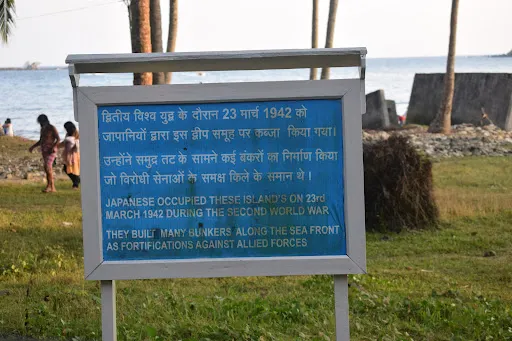 द्वितीय विश्व युद्व के दौरान 23 मार्च 1942 को
जापानियों द्वारा इस द्वीप समूह पर कब्जा किया गया।
उन्होंने समुद्र तट के सामने कई बंकरों का निर्माण किया
जो विरोधी सेनाओं के समक्ष किले के समान थे ।
JAPANESE OCCUPIED THESE ISLAND'S ON 23rd
MARCH 1942 DURING THE SECOND WORLD WAR
THEY BUILT MANY BUNKERS ALONG THE SEA FRONT
AS FORTIFICATIONS AGAINST ALLIED FORCES